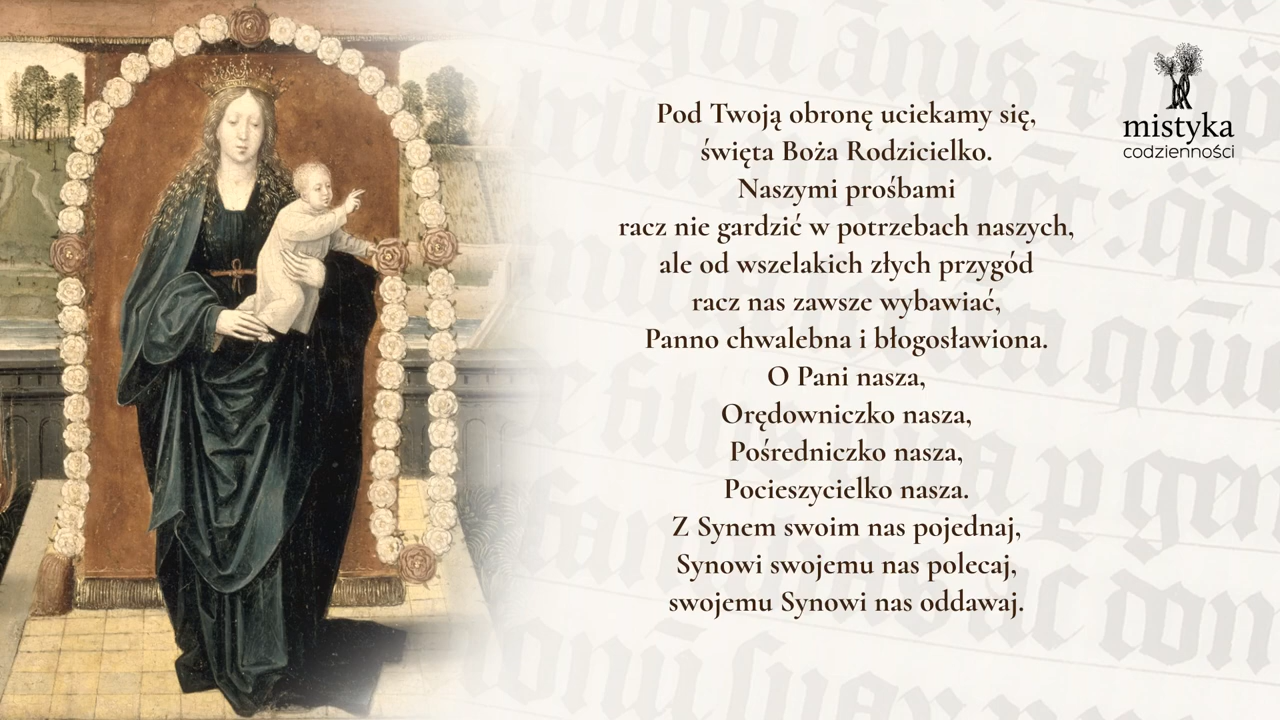 Pod Twoją obronę uciekamy się,
święta Boża Rodzicielko.
Naszymi prośbami
racz nie gardzić w potrzebach naszych,
ale od wszelakich złych przygód
racz nas zawsze wybawiać,
Panno chwalebna i błogosławiona.
O Pani nasza,
Orędowniczko nasza,
Pośredniczko nasza,
Pocieszycielko nasza.
Z Synem swoim nas pojednaj,
Synowi swojemu nas polecaj,
swojemu Synowi nas oddawaj.
mistyka
codzienności